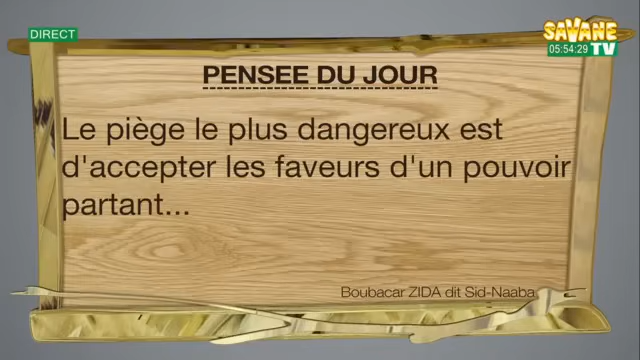 DIRECT
SAVANE
05:54:29 TV
PENSEE DU JOUR
Le piège le plus dangereux est
d'accepter les faveurs d'un pouvoir
partant...
Boubacar ZIDA dit Sid-Naaba